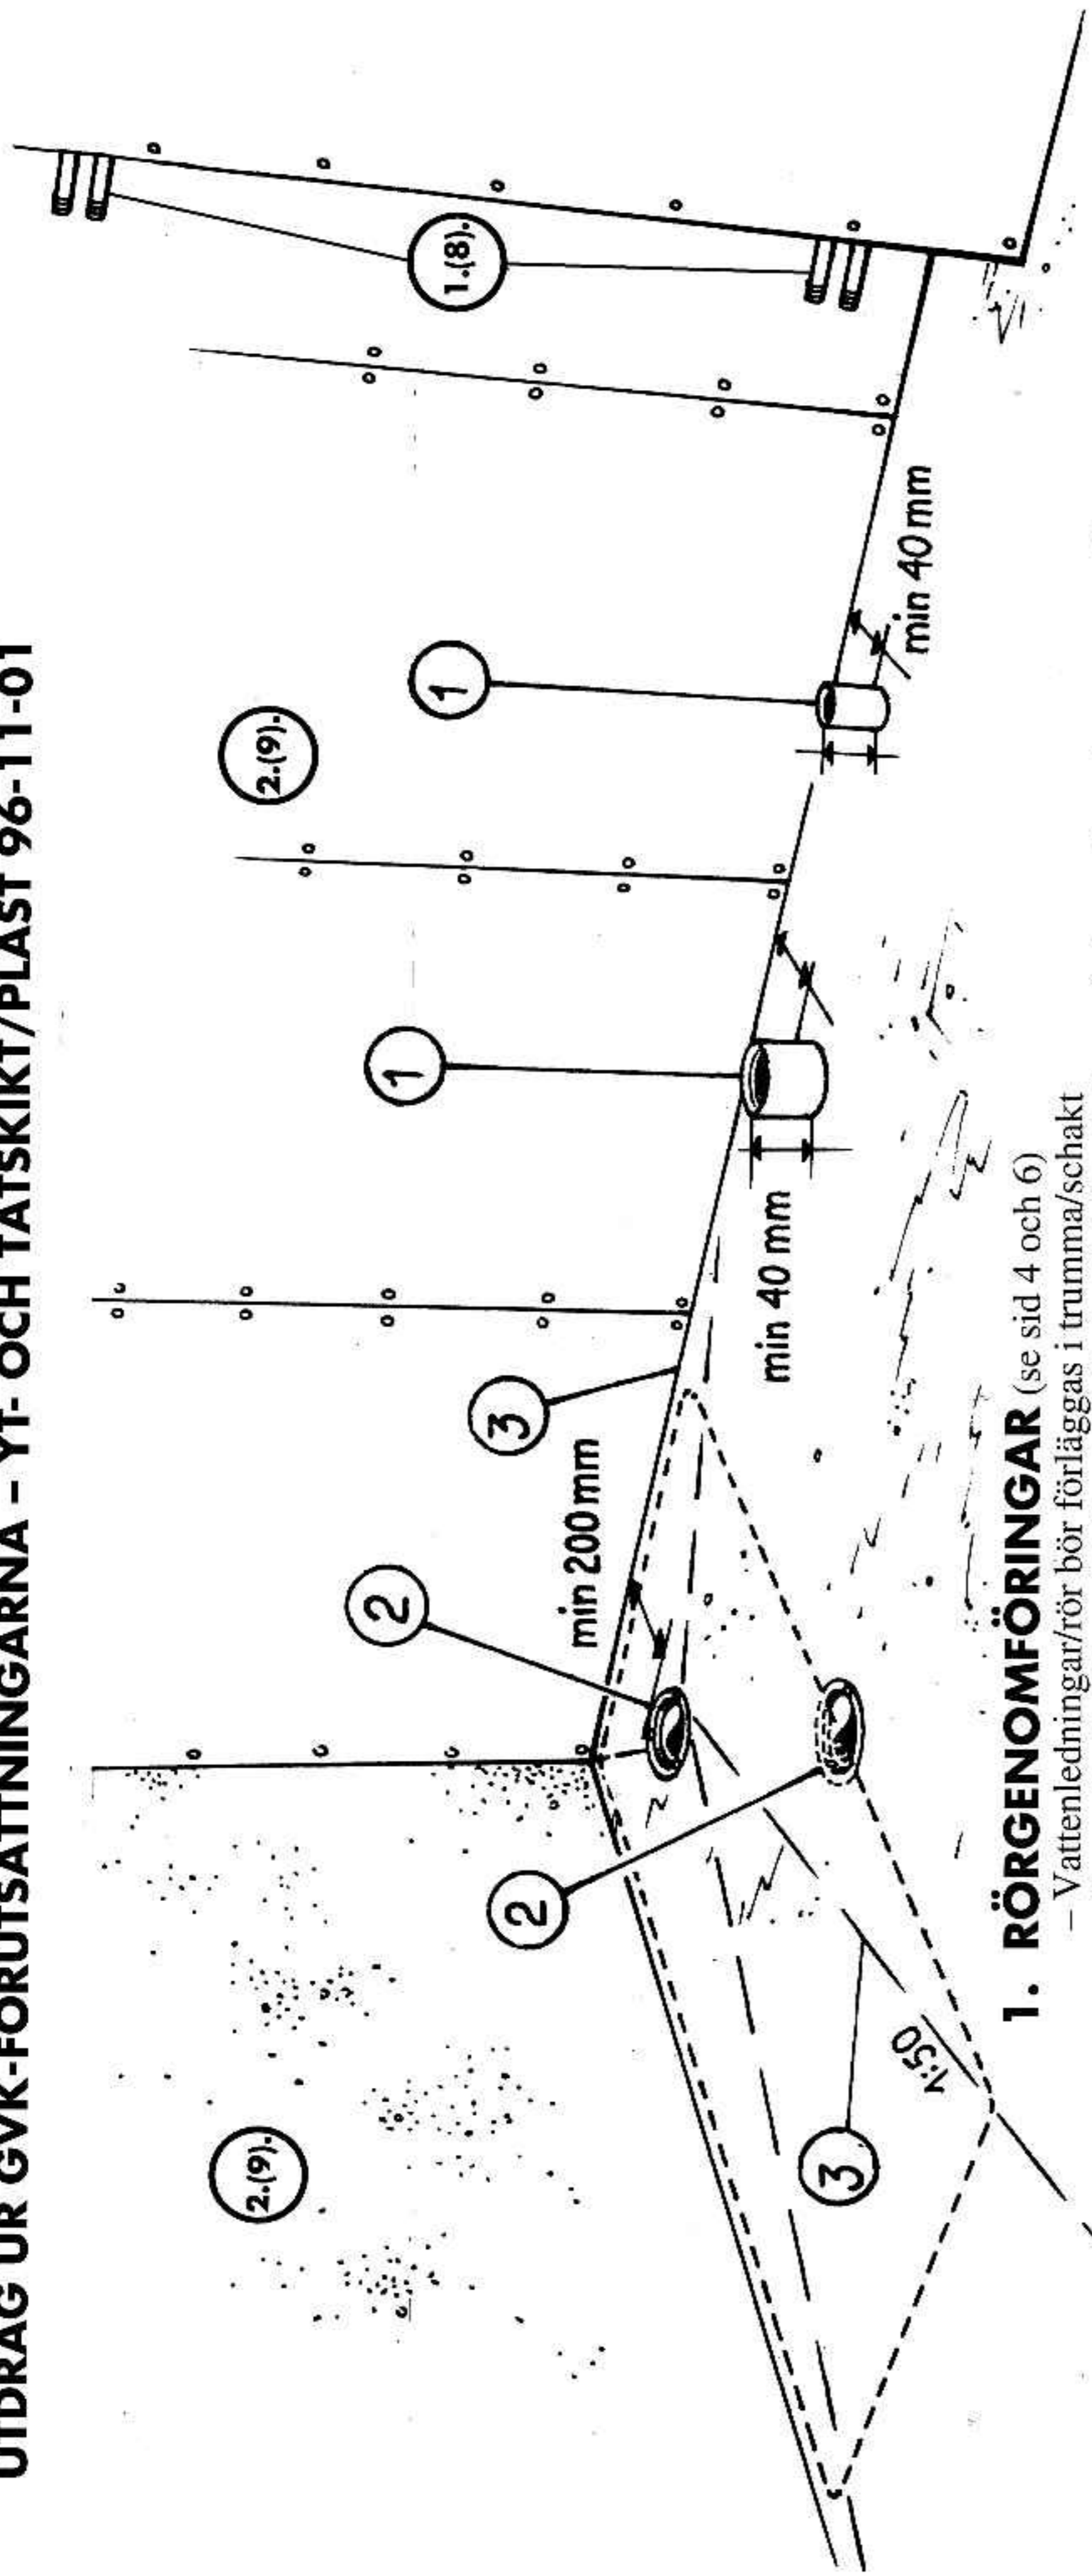 UTDRAG UR GVK-FÖRUTSÄTTNINGARNA – YT- OCH TÄTSKIKT/PLAST 96-11-01
2.(9).
2.(9).
1.(8).
2
1
1
2
3
min 200 mm
min 40 mm
min 40 mm
3
1:50
1. RÖRGENOMFÖRINGAR (se sid 4 och 6)
– Vattenledningar/rör bör förläggas i trumma/schakt